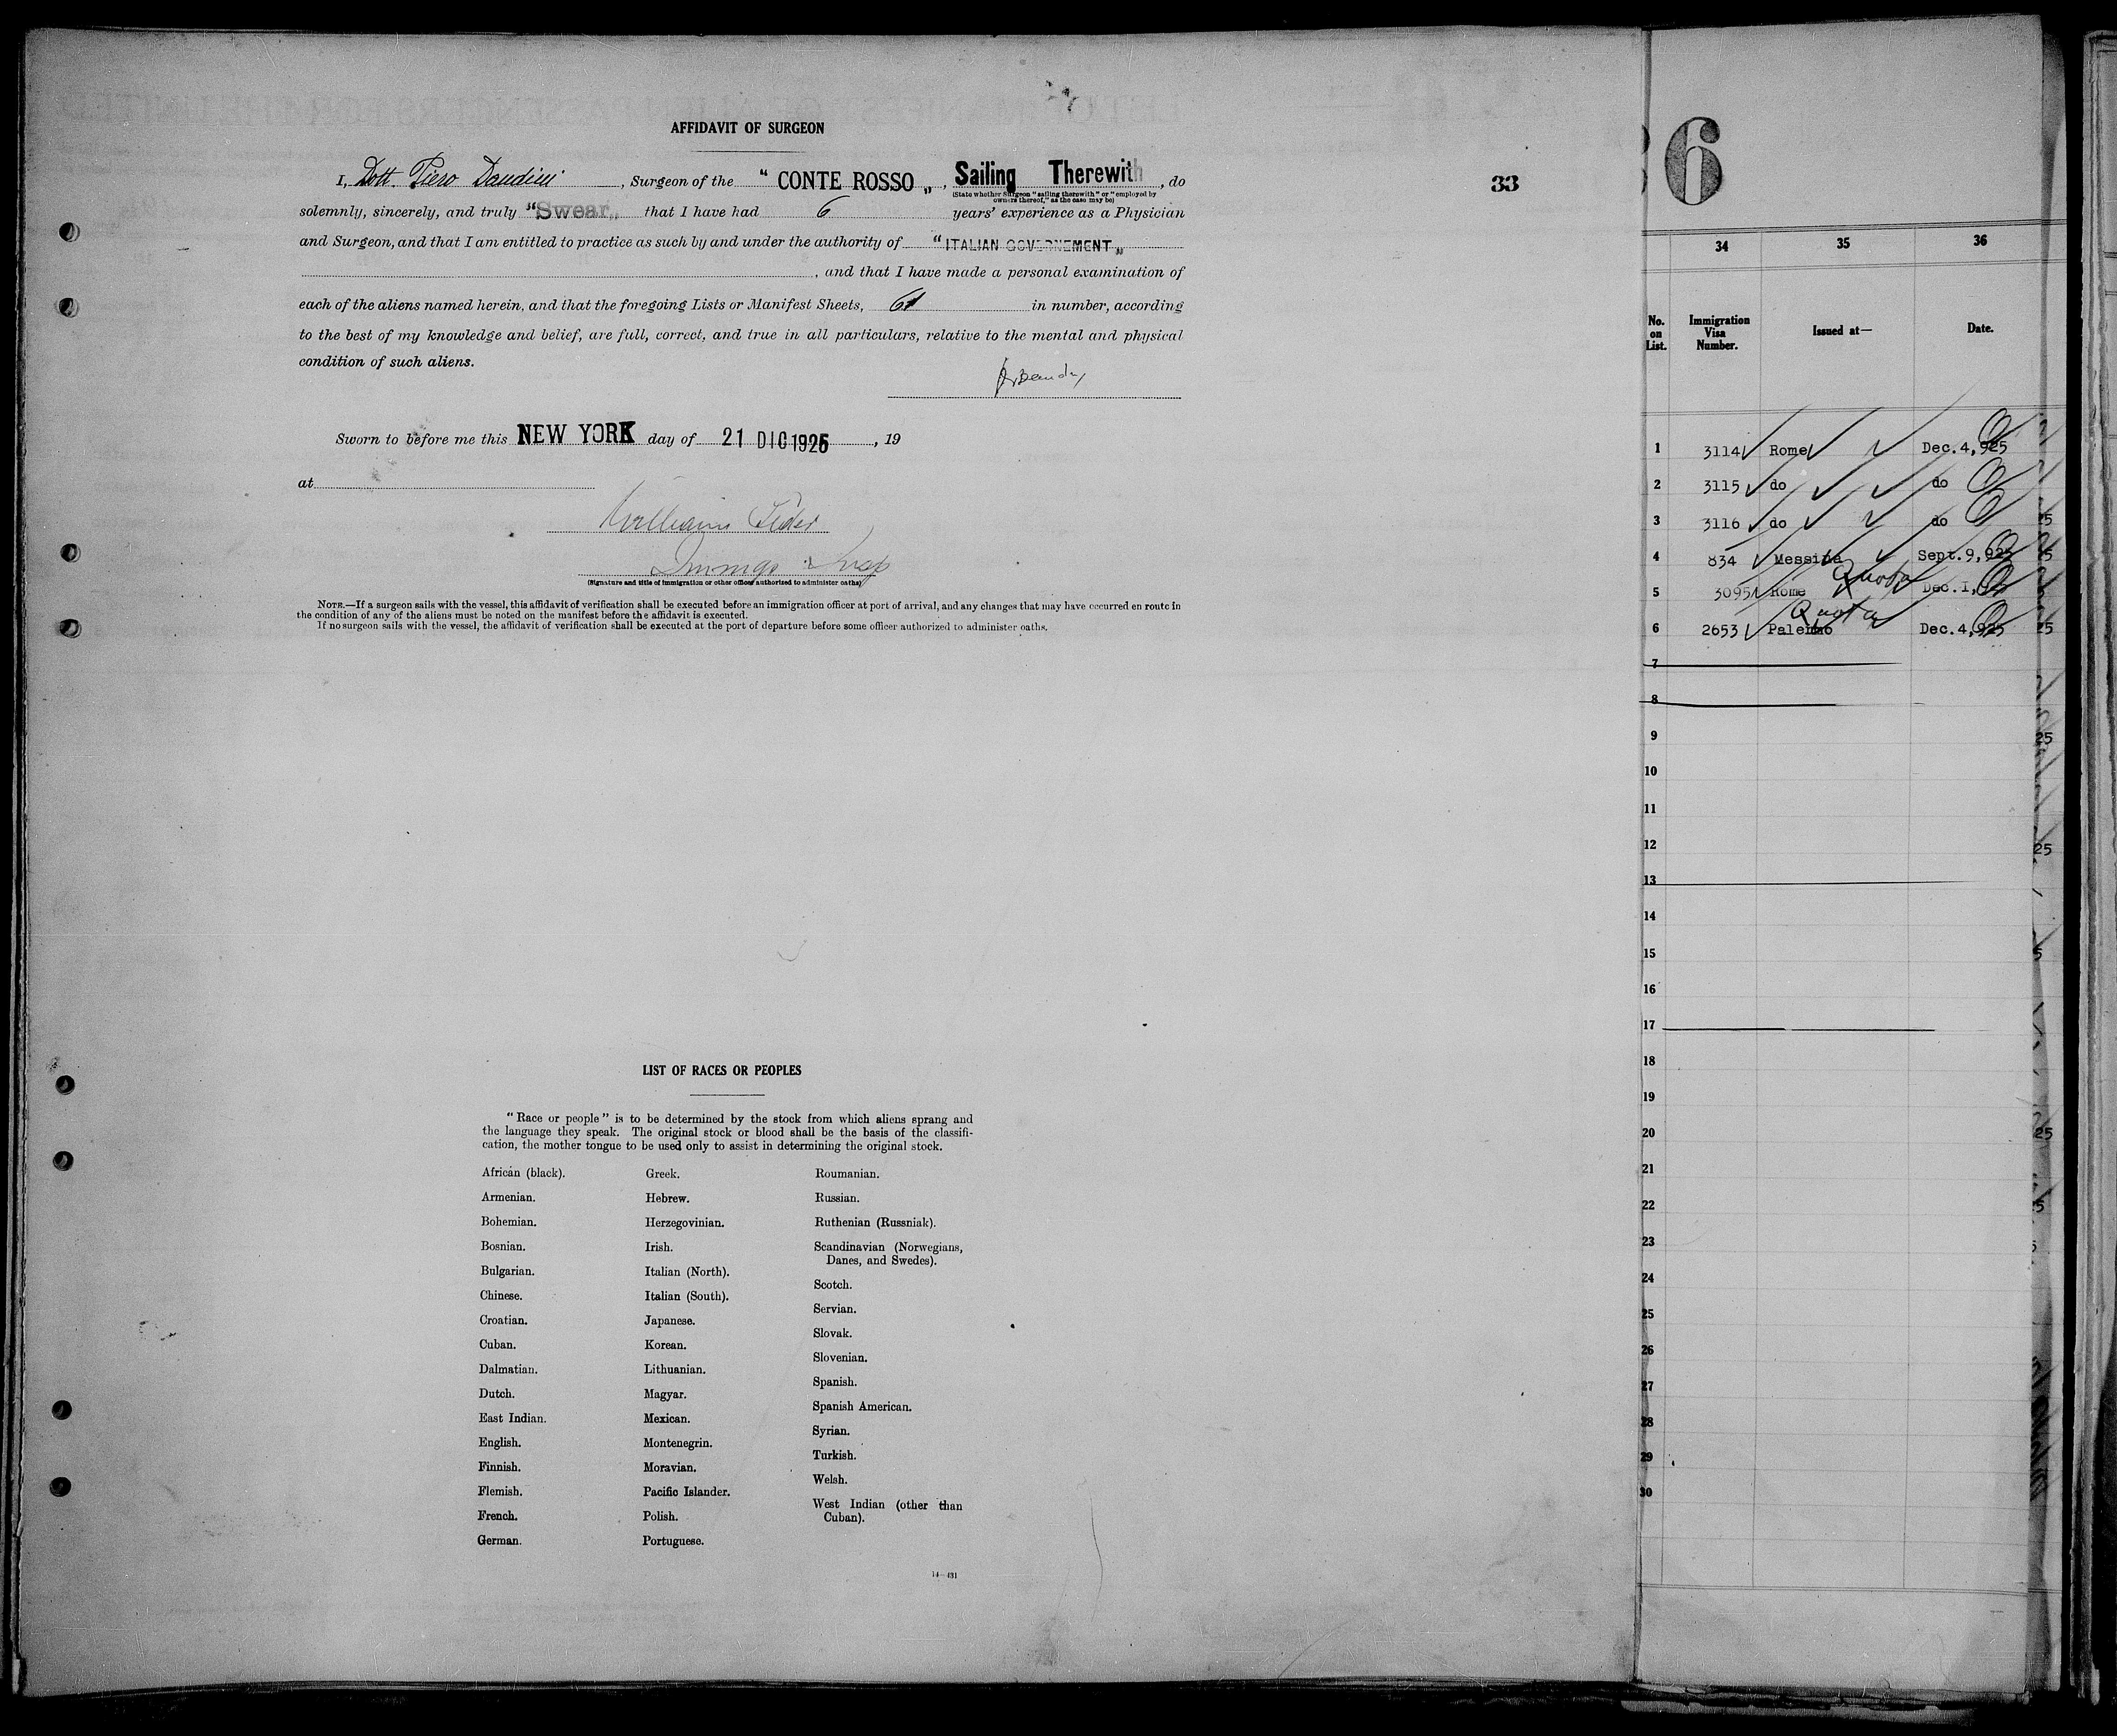 AFFIDAVIT OF SURGEON
I, Dott. Piero Dandini, Surgeon of the " CONTE ROSSO „, Sailing Therewith, do
(State whether Surgeon "sailing therewith" or "employed by
owners thereof," as the case may be)
solemnly, sincerely, and truly "Swear„ that I have had 6 years' experience as a Physician
and Surgeon, and that I am entitled to practice as such by and under the authority of "ITALIAN GOVERNEMENT„
, and that I have made a personal examination of
each of the aliens named herein, and that the foregoing Lists or Manifest Sheets, in number, according
to the best of my knowledge and belief, are full, correct, and true in all particulars, relative to the mental and physical
condition of such aliens.
Sworn to before me this NEW YORK day of 21 DIC 1925, 19
at
William
Immigr Insp
(Signature and title of immigration or other officer authorized to administer oaths)
NOTE.—If a surgeon sails with the vessel, this affidavit of verification shall be executed before an immigration officer at port of arrival, and any changes that may have occurred en route in
the condition of any of the aliens must be noted on the manifest before the affidavit is executed.
If no surgeon sails with the vessel, the affidavit of verification shall be executed at the port of departure before some officer authorized to administer oaths.
33
LIST OF RACES OR PEOPLES
"Race or people" is to be determined by the stock from which aliens sprang and
the language they speak. The original stock or blood shall be the basis of the classifi-
cation, the mother tongue to be used only to assist in determining the original stock.
African (black).
Armenian.
Bohemian.
Bosnian.
Bulgarian.
Chinese.
Croatian.
Cuban.
Dalmatian.
Dutch.
East Indian.
English.
Finnish.
Flemish.
French.
German.
Greek.
Hebrew.
Herzegovinian.
Irish.
Italian (North).
Italian (South).
Japanese.
Korean.
Lithuanian.
Magyar.
Mexican.
Montenegrin.
Moravian.
Pacific Islander.
Polish.
Portuguese.
Roumanian.
Russian.
Ruthenian (Russniak).
Scandinavian (Norwegians,
Danes, and Swedes).
Scotch.
Servian.
Slovak.
Slovenian.
Spanish.
Spanish American.
Syrian.
Turkish.
Welsh.
West Indian (other than
Cuban).
14—431
6
34 35 36
No. on List. Immigration Visa Number. Issued at— Date.
1 3114 Rome Dec. 4, 925
2 3115 do do
3 3116 do do
4 834 Messina Sept. 9, 925
Quota
5 3095 Rome Dec. 1, 925
Quota
6 2653 Palermo Dec. 4, 925
7
8
9
10
11
12
13
14
15
16
17
18
19
20
21
22
23
24
25
26
27
28
29
30